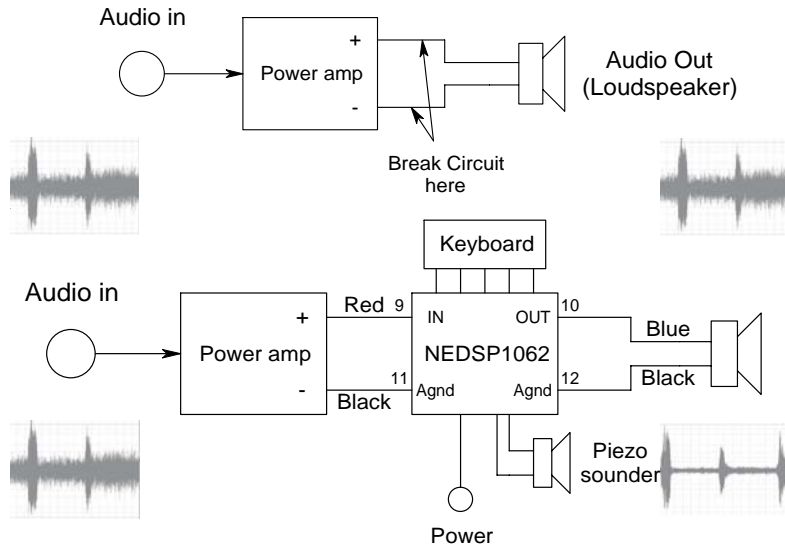 Audio in
+
Power amp
-
Audio Out
(Loudspeaker)
Break Circuit
here
Keyboard
Audio in
+
Power amp
-
Red
9
IN
OUT
10
Blue
NEDSP1062
11
Agnd
Agnd
12
Black
Black
Piezo
sounder
Power